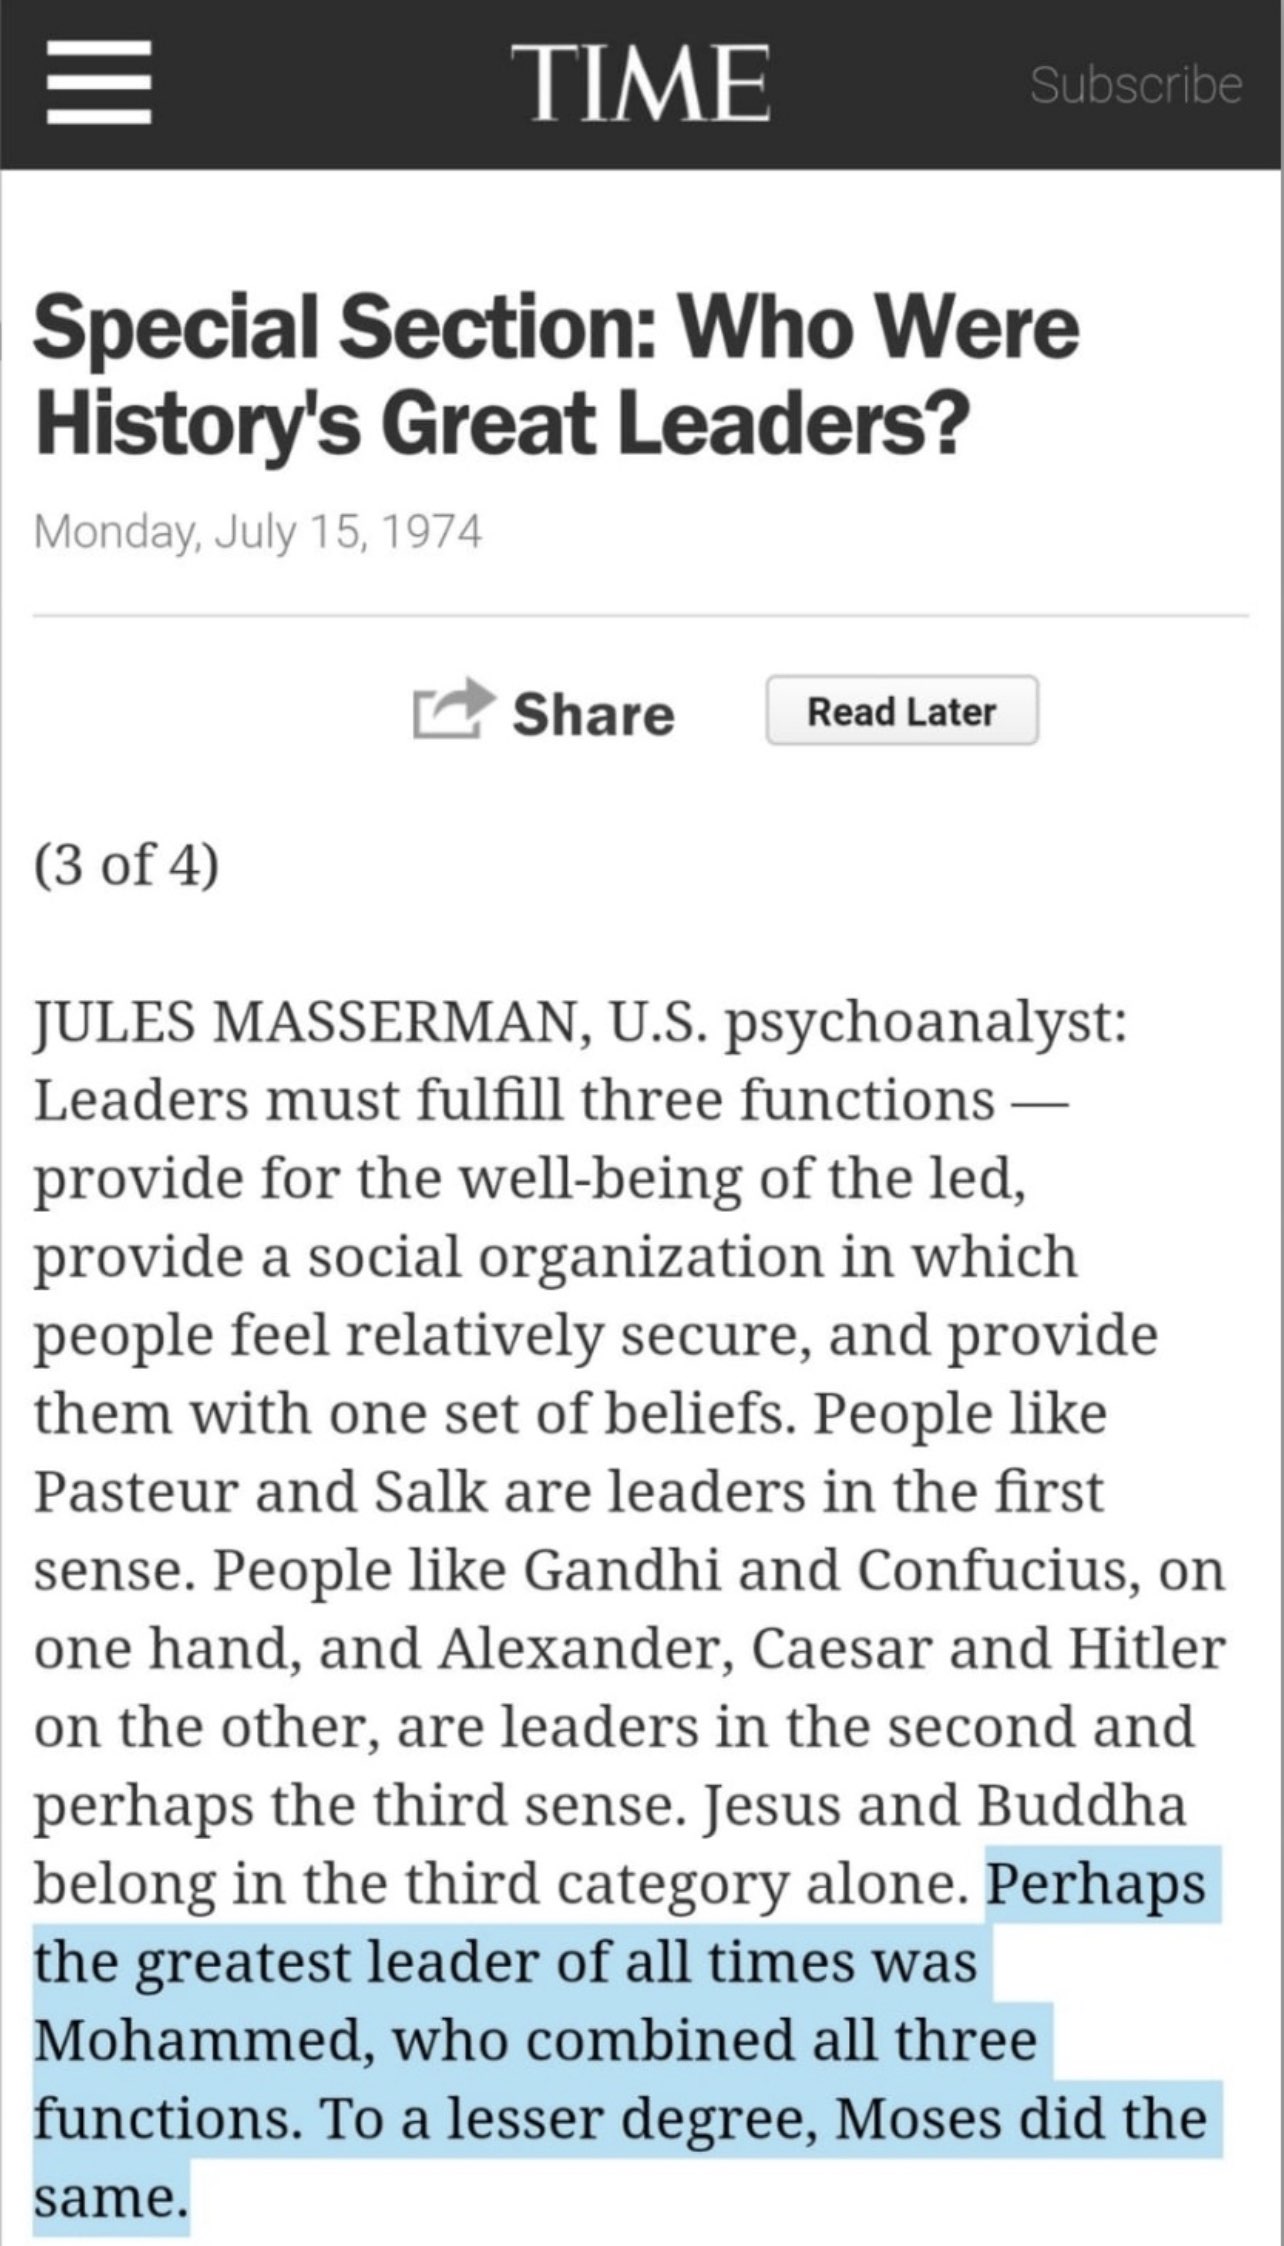 TIME
Subscribe
Special Section: Who Were
History's Great Leaders?
Monday, July 15, 1974
Share
Read Later
(3 of 4)
JULES MASSERMAN, U.S. psychoanalyst:
Leaders must fulfill three functions —
provide for the well-being of the led,
provide a social organization in which
people feel relatively secure, and provide
them with one set of beliefs. People like
Pasteur and Salk are leaders in the first
sense. People like Gandhi and Confucius, on
one hand, and Alexander, Caesar and Hitler
on the other, are leaders in the second and
perhaps the third sense. Jesus and Buddha
belong in the third category alone. Perhaps
the greatest leader of all times was
Mohammed, who combined all three
functions. To a lesser degree, Moses did the
same.